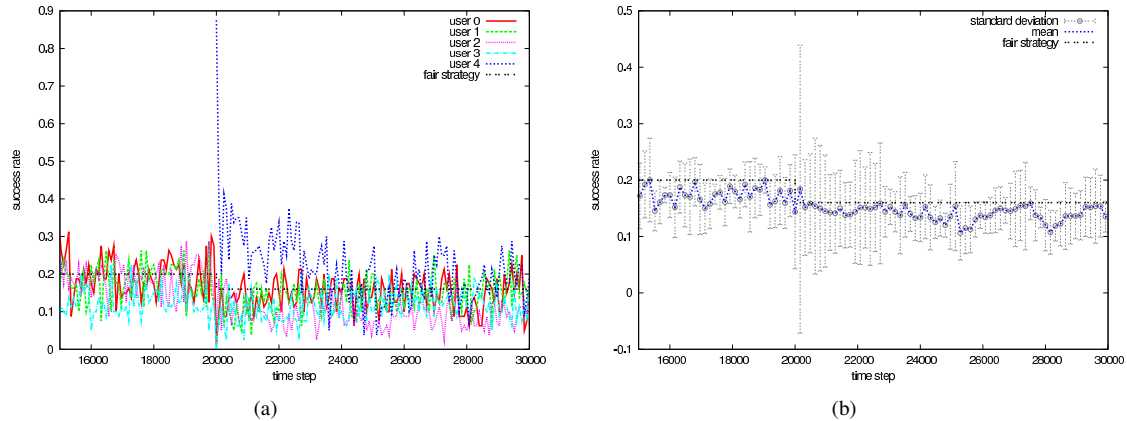 0.9
0.8
0.7
0.6
0.5
0.4
0.3
0.2
0.1
0
success rate
16000 18000 20000 22000 24000 26000 28000 30000
time step
user 0
user 1
user 2
user 3
user 4
fair strategy
(a)
0.5
0.4
0.3
0.2
0.1
0
-0.1
success rate
16000 18000 20000 22000 24000 26000 28000 30000
time step
standard deviation
mean
fair strategy
(b)